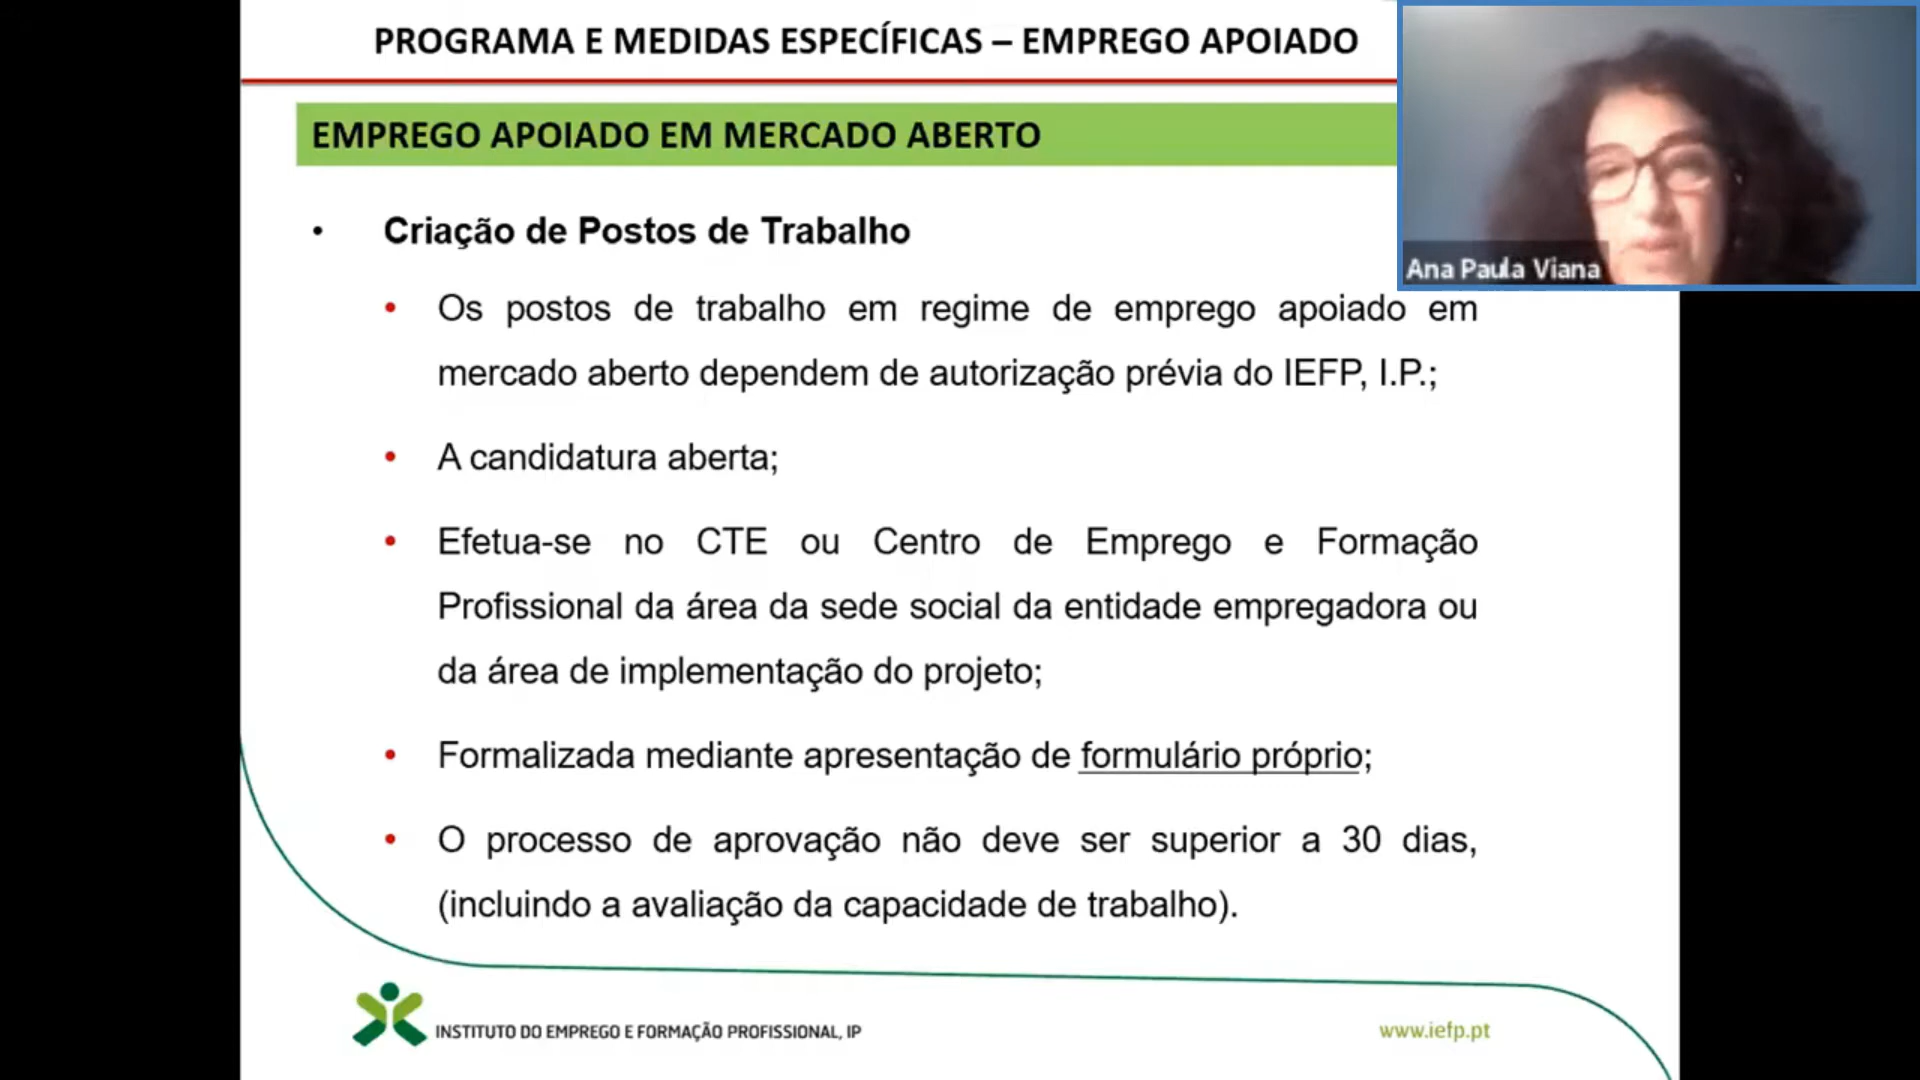 PROGRAMA E MEDIDAS ESPECÍFICAS – EMPREGO APOIADO
EMPREGO APOIADO EM MERCADO ABERTO
Ana Paula Viana
• Criação de Postos de Trabalho
• Os postos de trabalho em regime de emprego apoiado em
mercado aberto dependem de autorização prévia do IEFP, I.P.;
• A candidatura aberta;
• Efetua-se no CTE ou Centro de Emprego e Formação
Profissional da área da sede social da entidade empregadora ou
da área de implementação do projeto;
• Formalizada mediante apresentação de formulário próprio;
• O processo de aprovação não deve ser superior a 30 dias,
(incluindo a avaliação da capacidade de trabalho).
INSTITUTO DO EMPREGO E FORMAÇÃO PROFISSIONAL, IP
www.iefp.pt